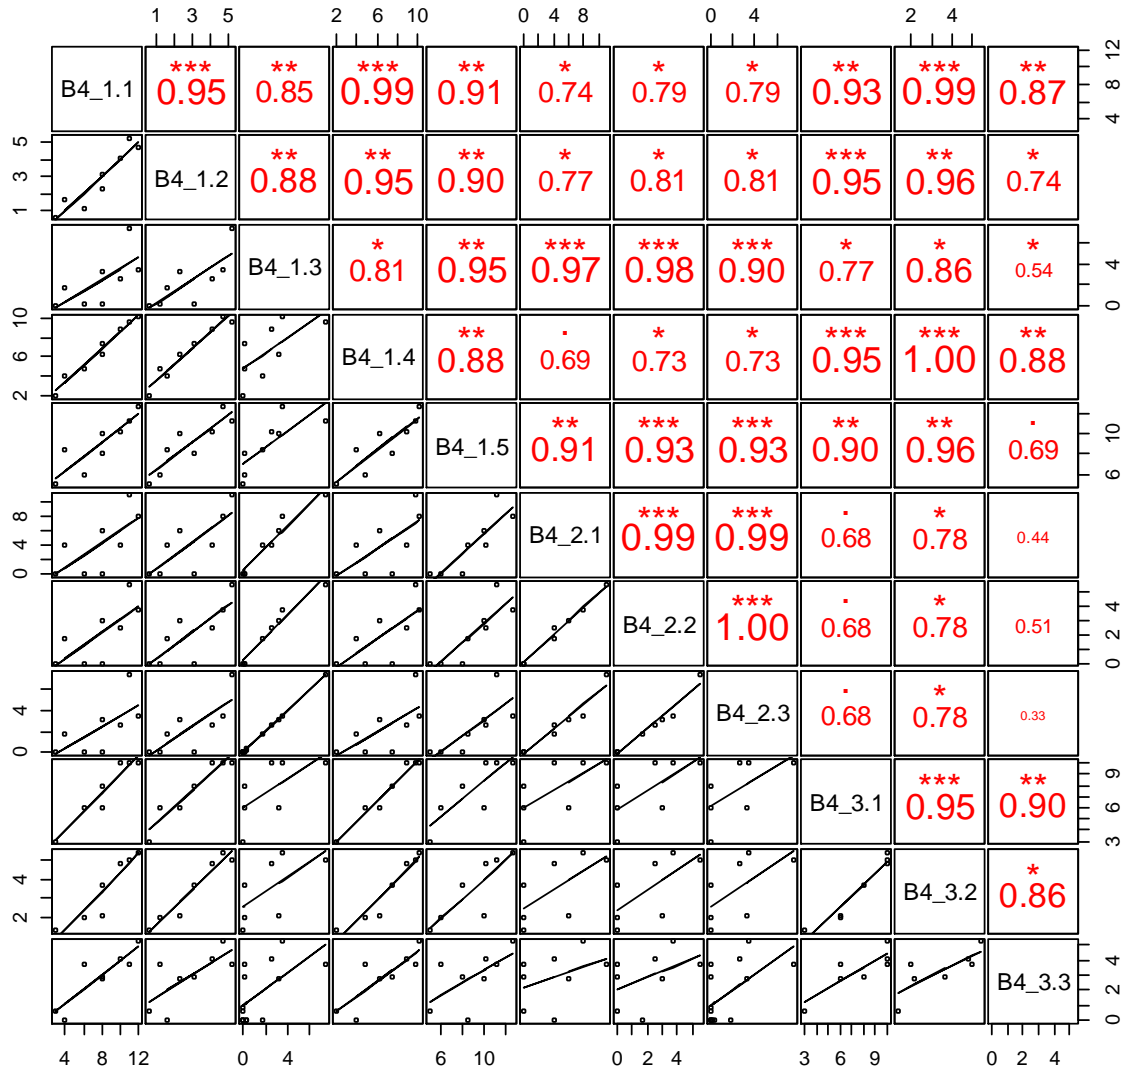 1 3 5 2 6 10 0 4 8 0 4 2 4
B4_1.1 *** 0.95 ** 0.85 *** 0.99 ** 0.91 * 0.74 * 0.79 * 0.79 ** 0.93 *** 0.99 ** 0.87 4 8 12
1 3 5 B4_1.2 ** 0.88 ** 0.95 ** 0.90 * 0.77 * 0.81 * 0.81 *** 0.95 ** 0.96 * 0.74
B4_1.3 * 0.81 ** 0.95 *** 0.97 *** 0.98 *** 0.90 * 0.77 * 0.86 * 0.54 0 4
2 6 10 B4_1.4 ** 0.88 . 0.69 * 0.73 * 0.73 *** 0.95 *** 1.00 ** 0.88
B4_1.5 ** 0.91 *** 0.93 *** 0.93 ** 0.90 ** 0.96 . 0.69 6 10
0 4 8 B4_2.1 *** 0.99 *** 0.99 . 0.68 * 0.78 0.44
B4_2.2 *** 1.00 . 0.68 * 0.78 0.51 0 2 4
0 4 B4_2.3 . 0.68 * 0.78 0.33
B4_3.1 *** 0.95 ** 0.90 3 6 9
2 4 B4_3.2 * 0.86
B4_3.3 0 2 4
4 8 12 0 4 6 10 0 2 4 3 6 9 0 2 4